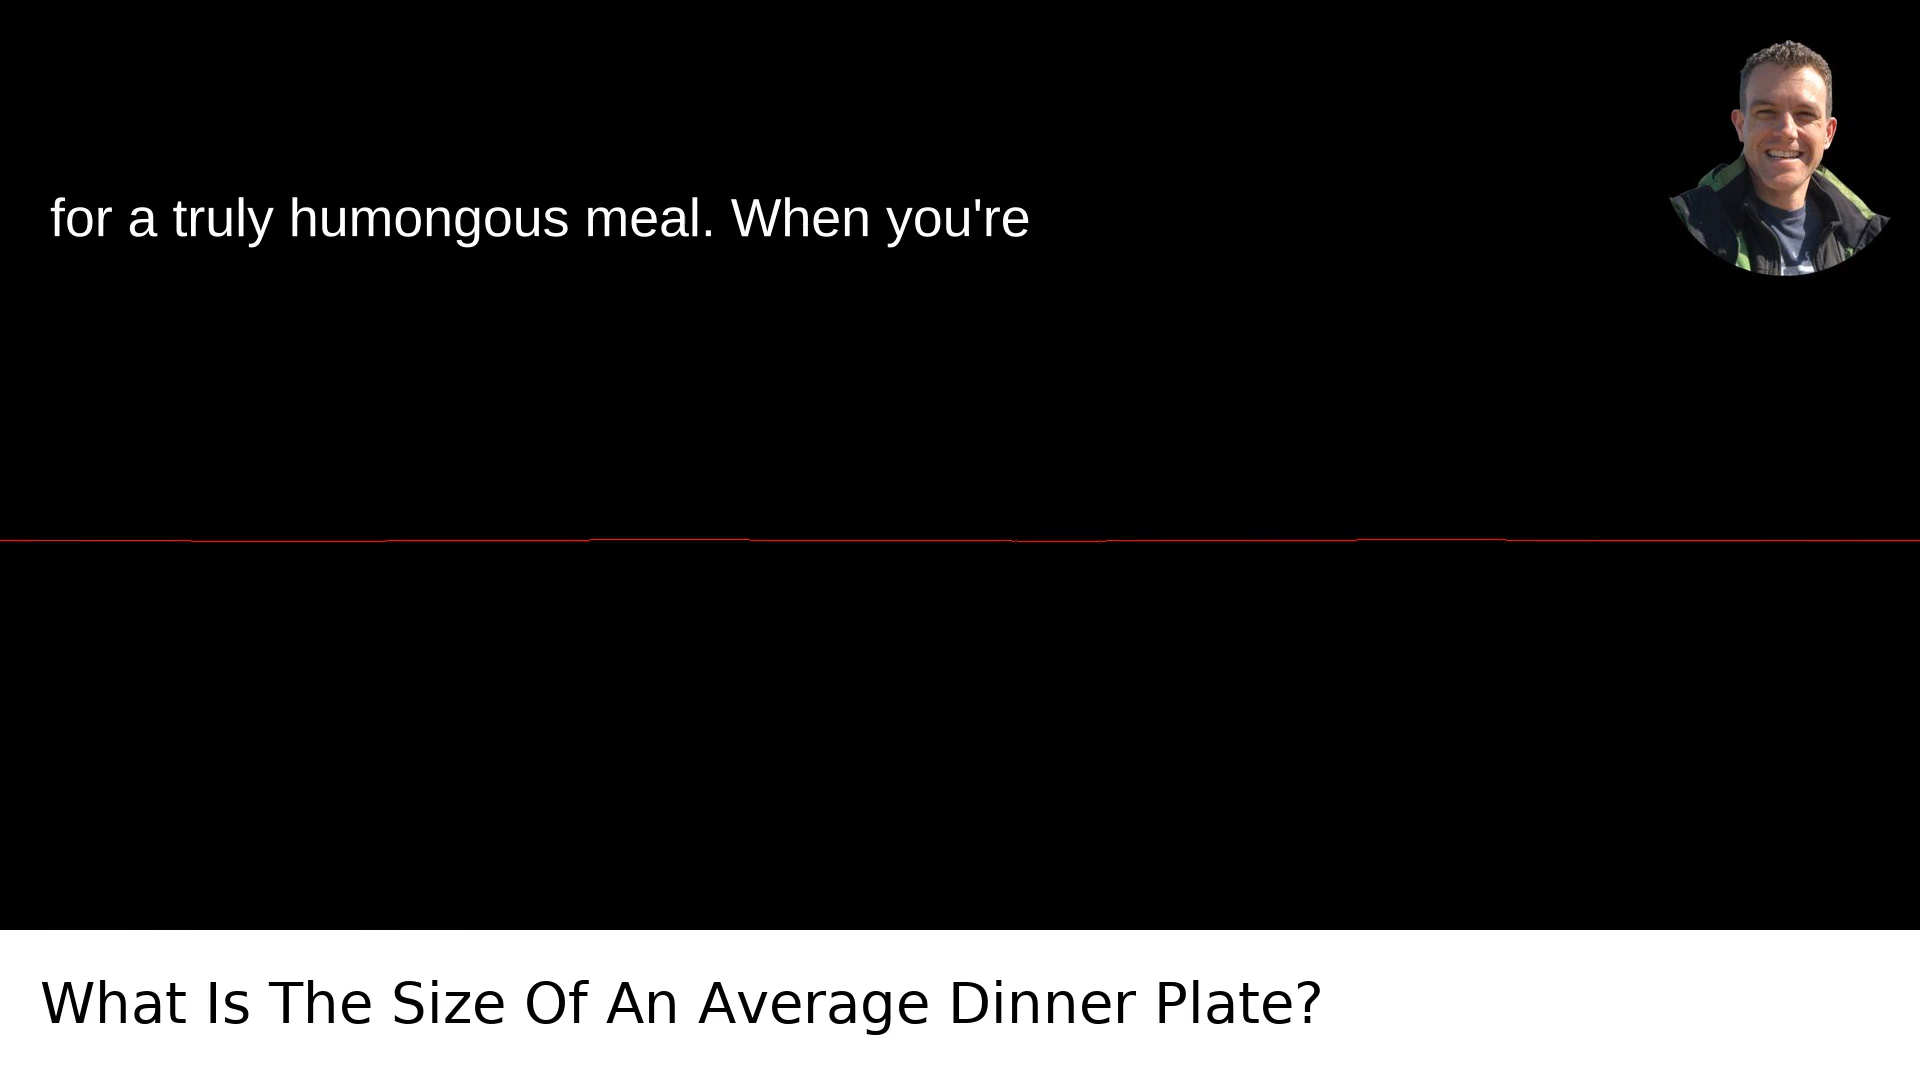 for a truly humongous meal. When you're
What Is The Size Of An Average Dinner Plate?